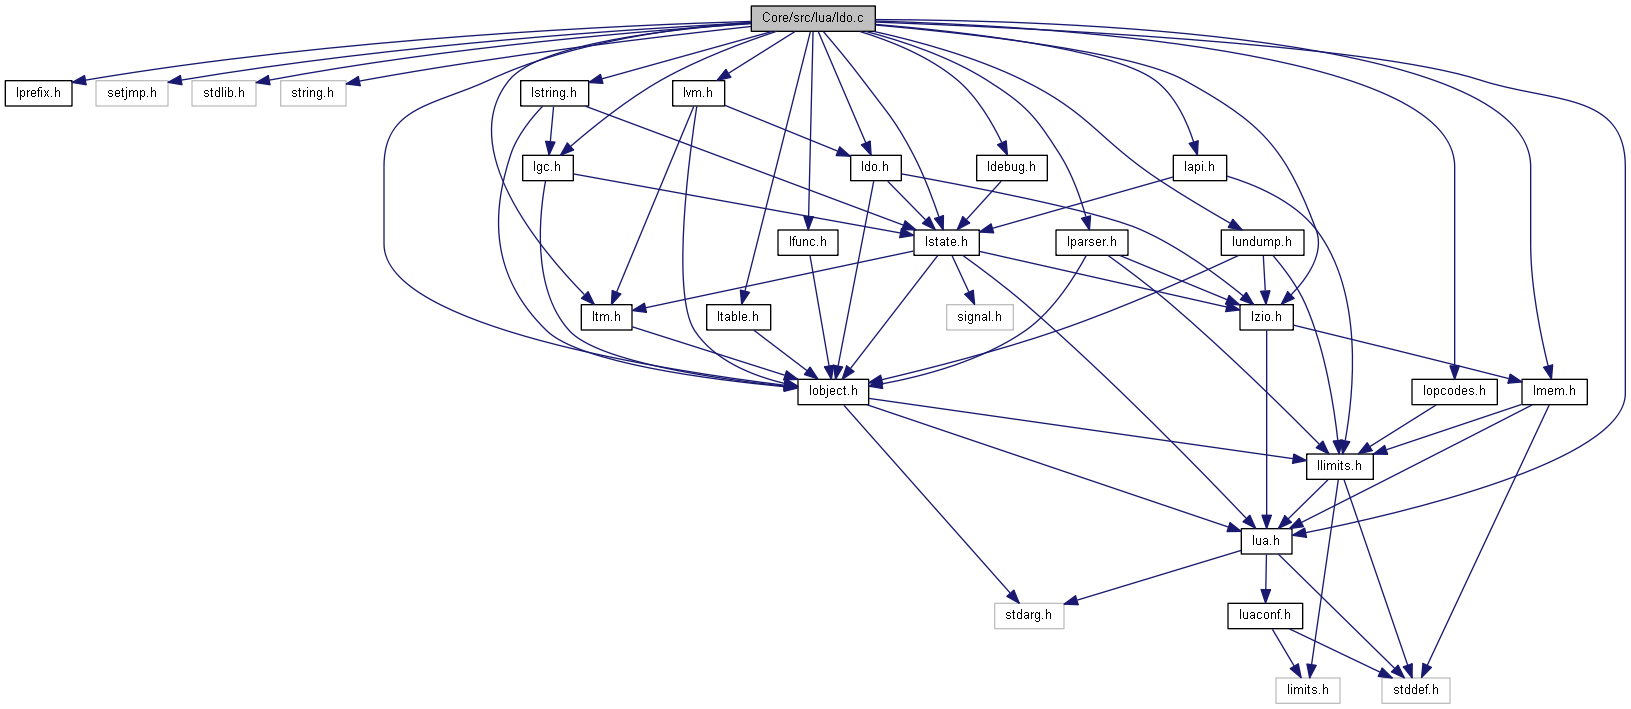 Core/src/lua/ldo.c
lprefix.h
setjmp.h
stdlib.h
string.h
lstring.h
lvm.h
lgc.h
ldo.h
ldebug.h
lapi.h
lfunc.h
lstate.h
lparser.h
lundump.h
ltm.h
ltable.h
signal.h
lzio.h
lobject.h
lopcodes.h
lmem.h
llimits.h
lua.h
stdarg.h
luaconf.h
limits.h
stddef.h